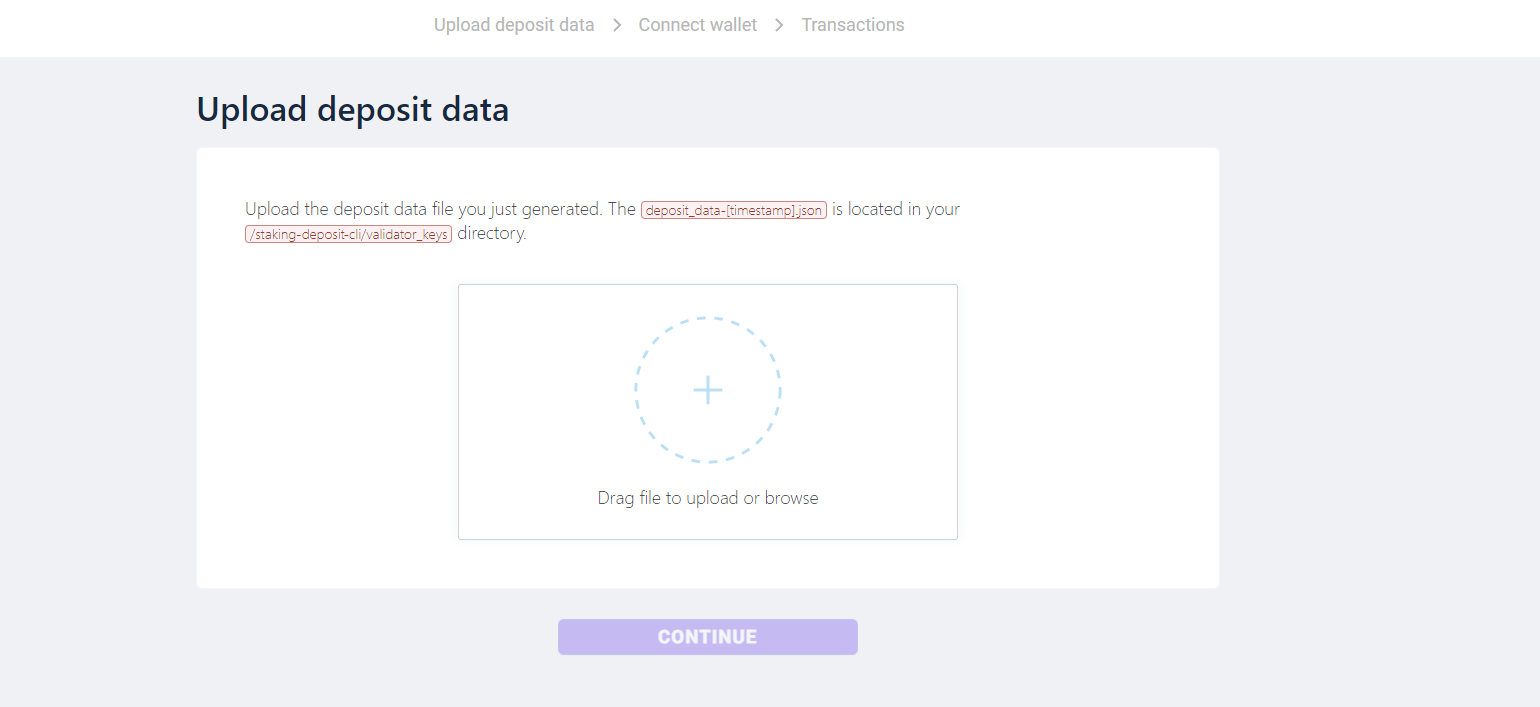 Upload deposit data > Connect wallet > Transactions
Upload deposit data
Upload the deposit data file you just generated. The deposit_data-[timestamp].json is located in your
/staking-deposit-cli/validator_keys directory.
Drag file to upload or browse
CONTINUE